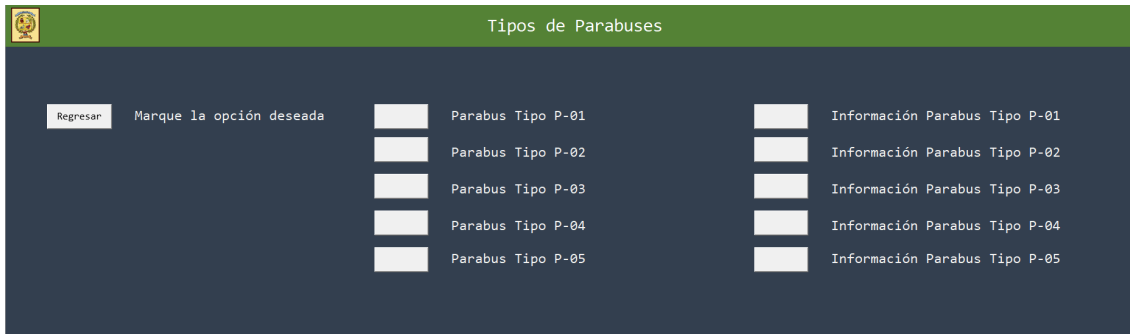 Tipos de Parabuses
Regresar Marque la opción deseada Parabus Tipo P-01 Información Parabus Tipo P-01
Parabus Tipo P-02 Información Parabus Tipo P-02
Parabus Tipo P-03 Información Parabus Tipo P-03
Parabus Tipo P-04 Información Parabus Tipo P-04
Parabus Tipo P-05 Información Parabus Tipo P-05